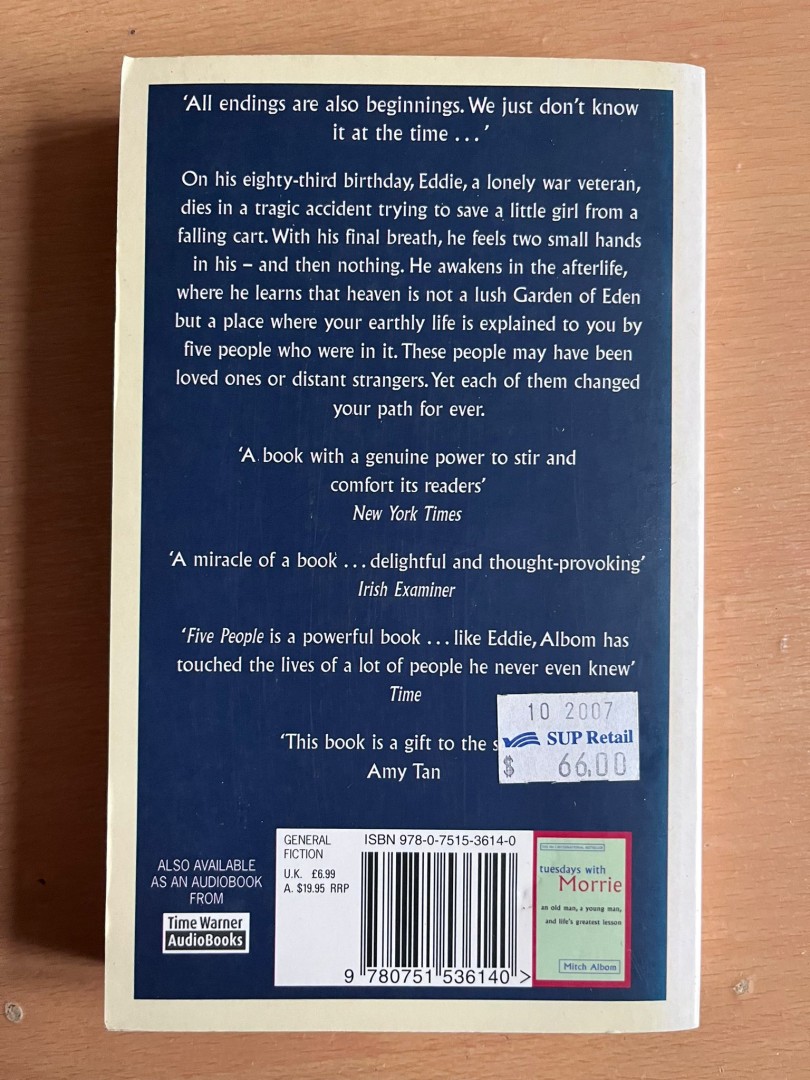 ‘All endings are also beginnings. We just don’t know
it at the time ...’
On his eighty-third birthday, Eddie, a lonely war veteran,
dies in a tragic accident trying to save a little girl from a
falling cart. With his final breath, he feels two small hands
in his – and then nothing. He awakens in the afterlife,
where he learns that heaven is not a lush Garden of Eden
but a place where your earthly life is explained to you by
five people who were in it. These people may have been
loved ones or distant strangers. Yet each of them changed
your path for ever.
‘A book with a genuine power to stir and
comfort its readers’
New York Times
‘A miracle of a book ... delightful and thought-provoking’
Irish Examiner
‘Five People is a powerful book ... like Eddie, Albom has
touched the lives of a lot of people he never even knew’
Time
‘This book is a gift to the
Amy Tan
10 2007
SUP Retail
$ 66.00
ALSO AVAILABLE
AS AN AUDIOBOOK
FROM
Time Warner
AudioBooks
GENERAL
FICTION
U.K. £6.99
A. $19.95 RRP
ISBN 978-0-7515-3614-0
9 780751 536140 >
tuesdays with
Morrie
an old man, a young man,
and life's greatest lesson
Mitch Albom